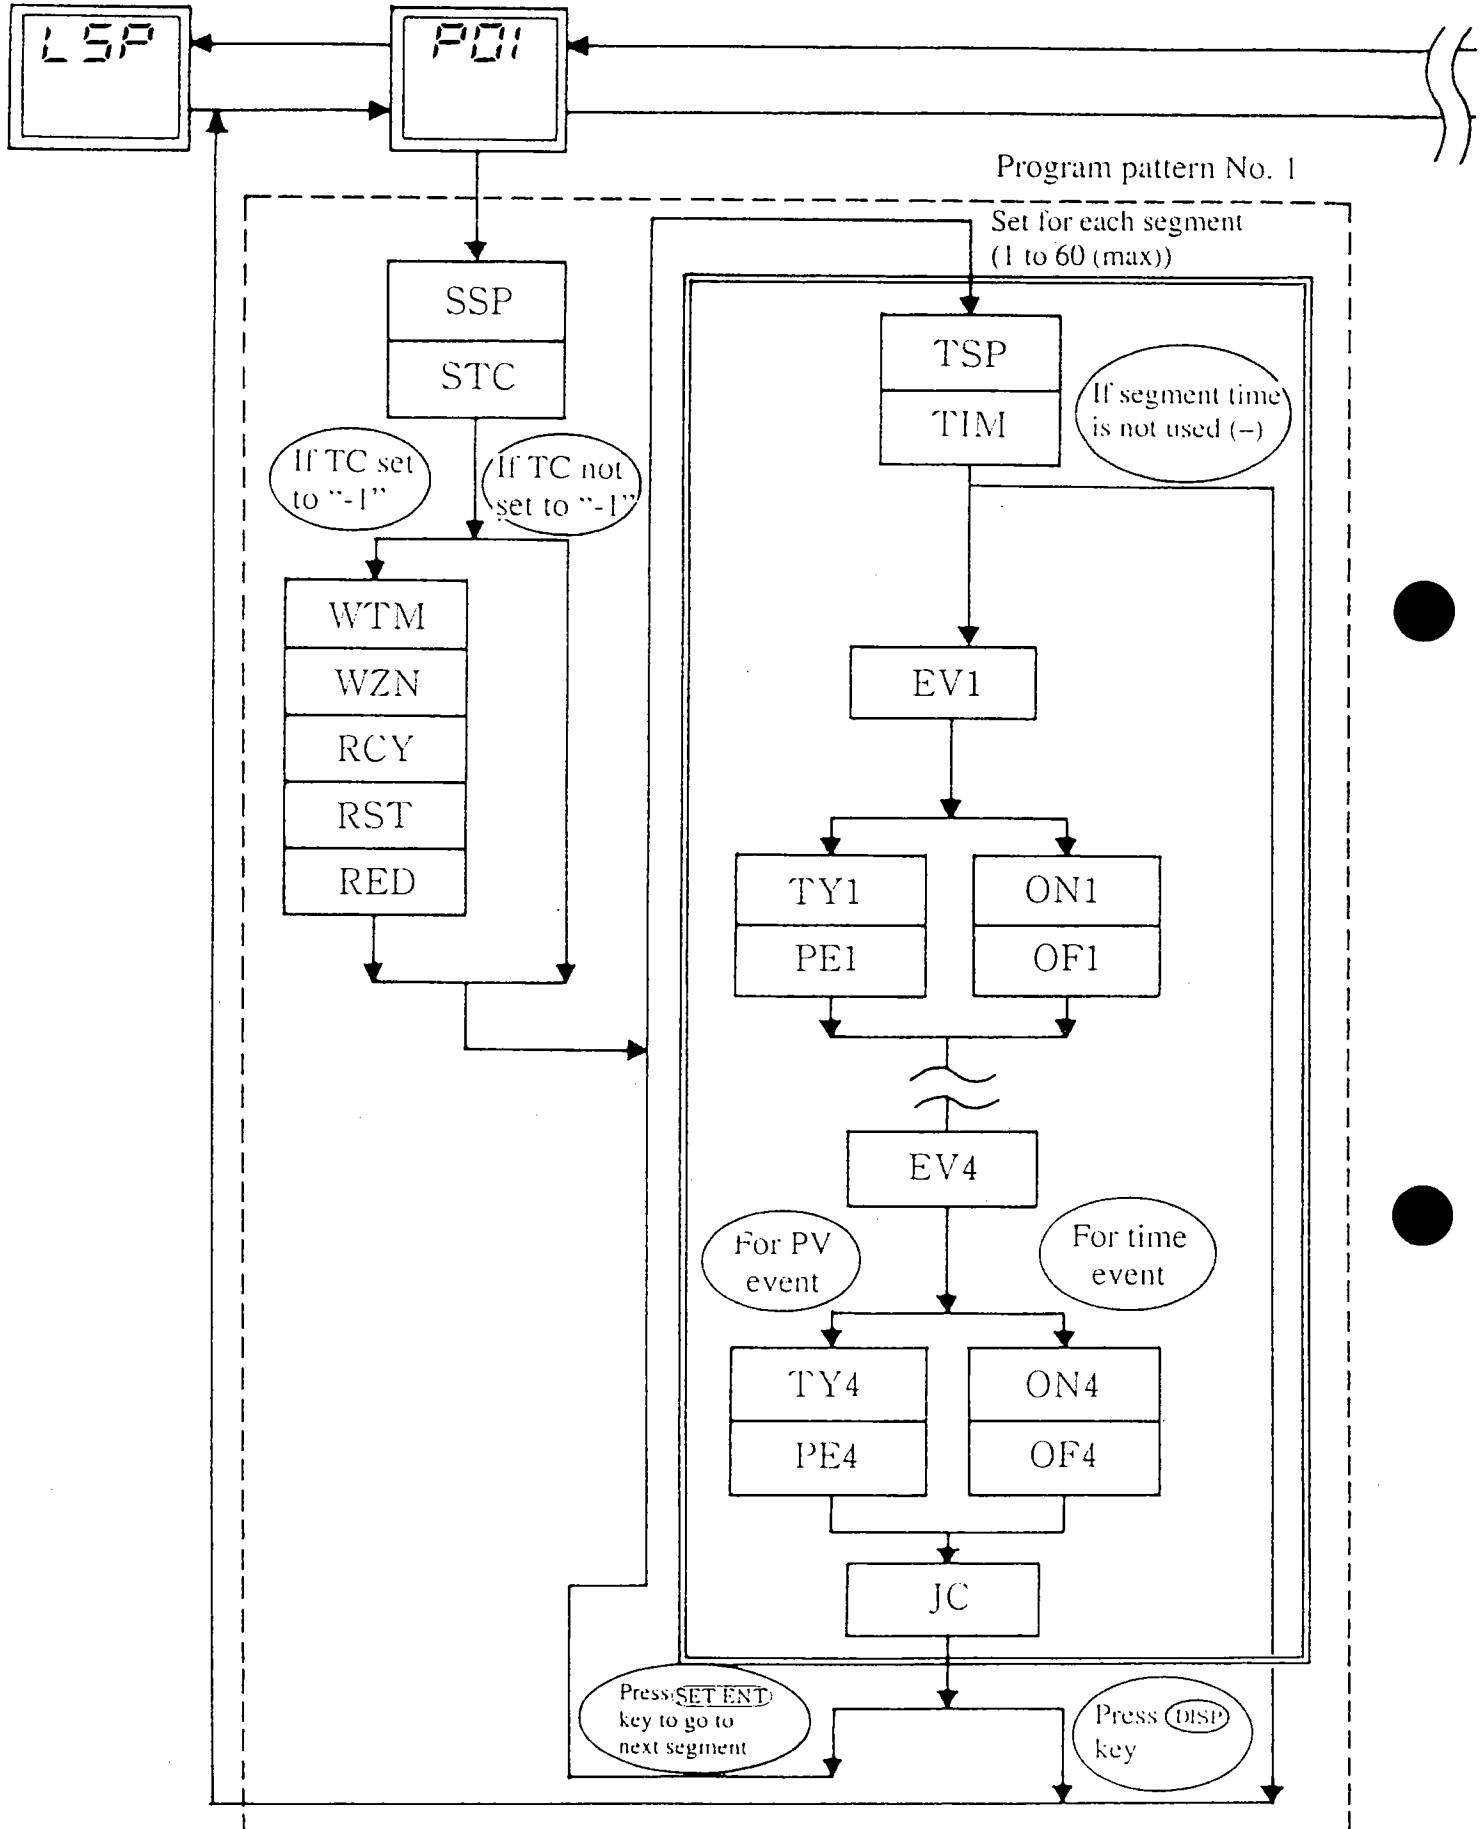 LSP
P01
Program pattern No. 1
Set for each segment
(1 to 60 (max))
SSP
STC
TSP
TIM
If segment time
is not used (–)
If TC set
to “-1”
If TC not
set to “-1”
WTM
WZN
RCY
RST
RED
EV1
TY1
PE1
ON1
OF1
EV4
For PV
event
For time
event
TY4
PE4
ON4
OF4
JC
Press SET ENT
key to go to
next segment
Press DISP
key